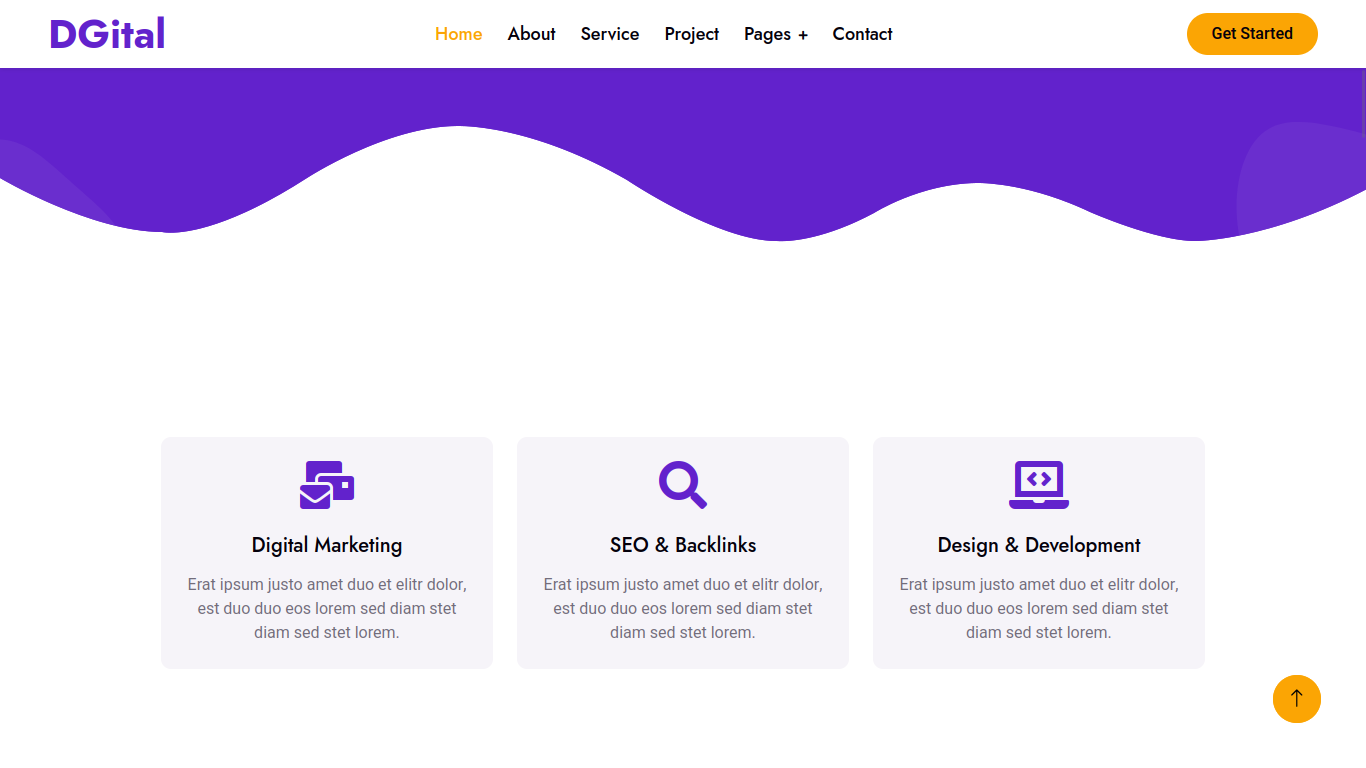 DGital
Home About Service Project Pages + Contact
Get Started
Digital Marketing
Erat ipsum justo amet duo et elitr dolor,
est duo duo eos lorem sed diam stet
diam sed stet lorem.
SEO & Backlinks
Erat ipsum justo amet duo et elitr dolor,
est duo duo eos lorem sed diam stet
diam sed stet lorem.
Design & Development
Erat ipsum justo amet duo et elitr dolor,
est duo duo eos lorem sed diam stet
diam sed stet lorem.